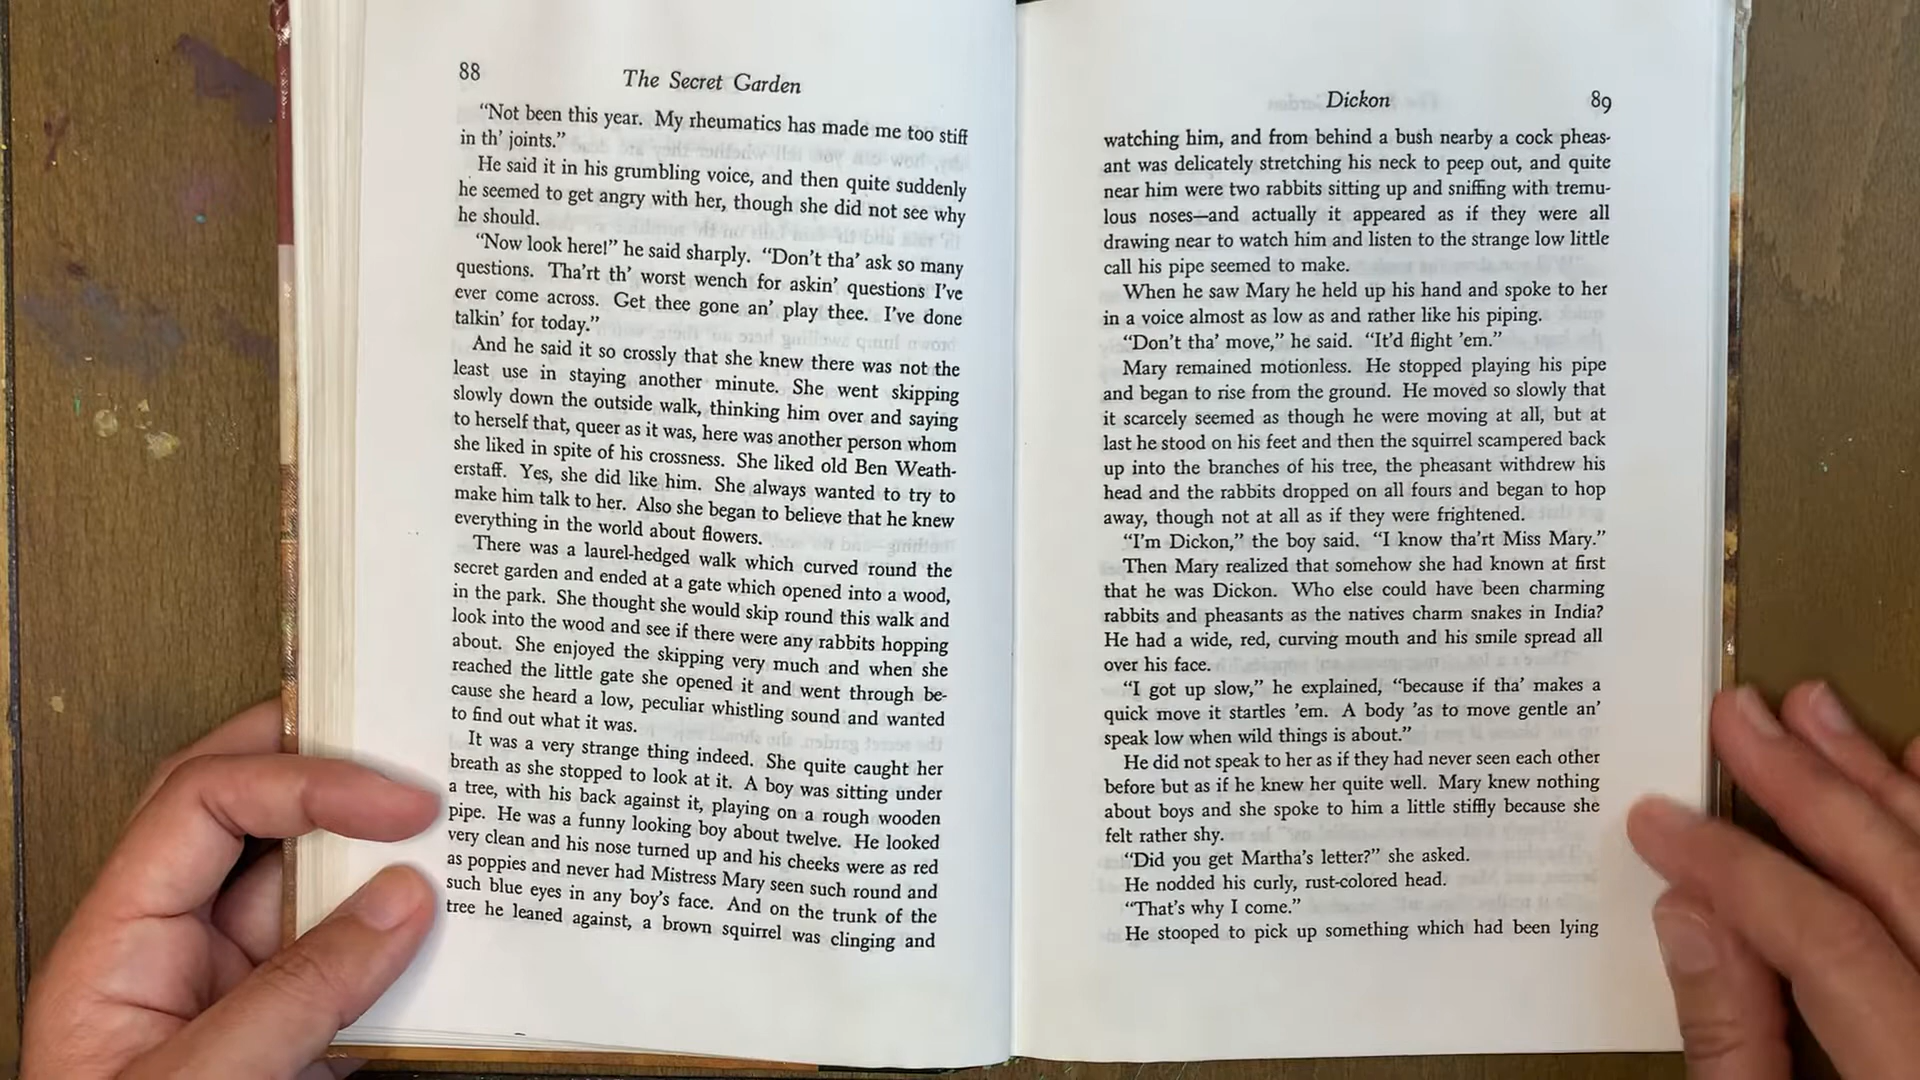 88
The Secret Garden
“Not been this year. My rheumatics has made me too stiff
in th’ joints.”
He said it in his grumbling voice, and then quite suddenly
he seemed to get angry with her, though she did not see why
he should.
“Now look here!” he said sharply. “Don’t tha’ ask so many
questions. Tha’rt th’ worst wench for askin’ questions I’ve
ever come across. Get thee gone an’ play thee. I’ve done
talkin’ for today.”
And he said it so crossly that she knew there was not the
least use in staying another minute. She went skipping
slowly down the outside walk, thinking him over and saying
to herself that, queer as it was, here was another person whom
she liked in spite of his crossness. She liked old Ben Weath-
erstaff. Yes, she did like him. She always wanted to try to
make him talk to her. Also she began to believe that he knew
everything in the world about flowers.
There was a laurel-hedged walk which curved round the
secret garden and ended at a gate which opened into a wood,
in the park. She thought she would skip round this walk and
look into the wood and see if there were any rabbits hopping
about. She enjoyed the skipping very much and when she
reached the little gate she opened it and went through be-
cause she heard a low, peculiar whistling sound and wanted
to find out what it was.
It was a very strange thing indeed. She quite caught her
breath as she stopped to look at it. A boy was sitting under
a tree, with his back against it, playing on a rough wooden
pipe. He was a funny looking boy about twelve. He looked
very clean and his nose turned up and his cheeks were as red
as poppies and never had Mistress Mary seen such round and
such blue eyes in any boy’s face. And on the trunk of the
tree he leaned against, a brown squirrel was clinging and
Dickon
89
watching him, and from behind a bush nearby a cock pheas-
ant was delicately stretching his neck to peep out, and quite
near him were two rabbits sitting up and sniffing with tremu-
lous noses—and actually it appeared as if they were all
drawing near to watch him and listen to the strange low little
call his pipe seemed to make.
When he saw Mary he held up his hand and spoke to her
in a voice almost as low as and rather like his piping.
“Don’t tha’ move,” he said. “It’d flight ’em.”
Mary remained motionless. He stopped playing his pipe
and began to rise from the ground. He moved so slowly that
it scarcely seemed as though he were moving at all, but at
last he stood on his feet and then the squirrel scampered back
up into the branches of his tree, the pheasant withdrew his
head and the rabbits dropped on all fours and began to hop
away, though not at all as if they were frightened.
“I’m Dickon,” the boy said. “I know tha’rt Miss Mary.”
Then Mary realized that somehow she had known at first
that he was Dickon. Who else could have been charming
rabbits and pheasants as the natives charm snakes in India?
He had a wide, red, curving mouth and his smile spread all
over his face.
“I got up slow,” he explained, “because if tha’ makes a
quick move it startles ’em. A body ’as to move gentle an’
speak low when wild things is about.”
He did not speak to her as if they had never seen each other
before but as if he knew her quite well. Mary knew nothing
about boys and she spoke to him a little stiffly because she
felt rather shy.
“Did you get Martha’s letter?” she asked.
He nodded his curly, rust-colored head.
“That’s why I come.”
He stooped to pick up something which had been lying